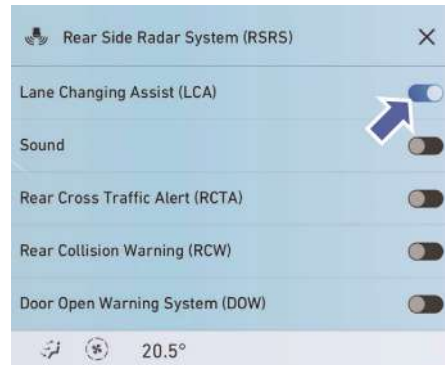 Rear Side Radar System (RSRS)
Lane Changing Assist (LCA)
Sound
Rear Cross Traffic Alert (RCTA)
Rear Collision Warning (RCW)
Door Open Warning System (DOW)
20.5°